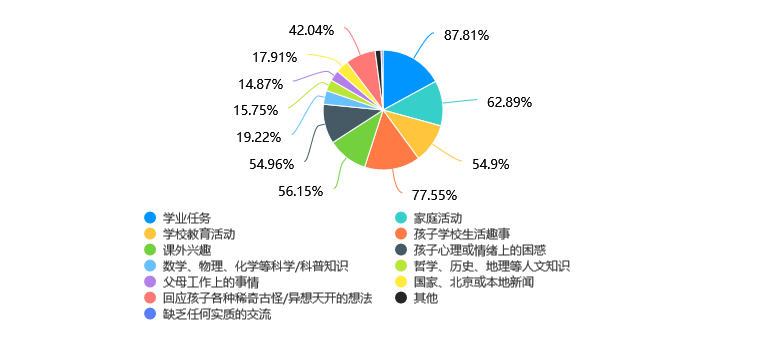 42.04%
87.81%
17.91%
14.87%
62.89%
15.75%
19.22%
54.96%
54.9%
56.15%
77.55%
学业任务
家庭活动
学校教育活动
孩子学校生活趣事
课外兴趣
孩子心理或情绪上的困惑
数学、物理、化学等科学/科普知识
哲学、历史、地理等人文知识
父母工作上的事情
国家、北京或本地新闻
回应孩子各种稀奇古怪/异想天开的想法
其他
缺乏任何实质的交流